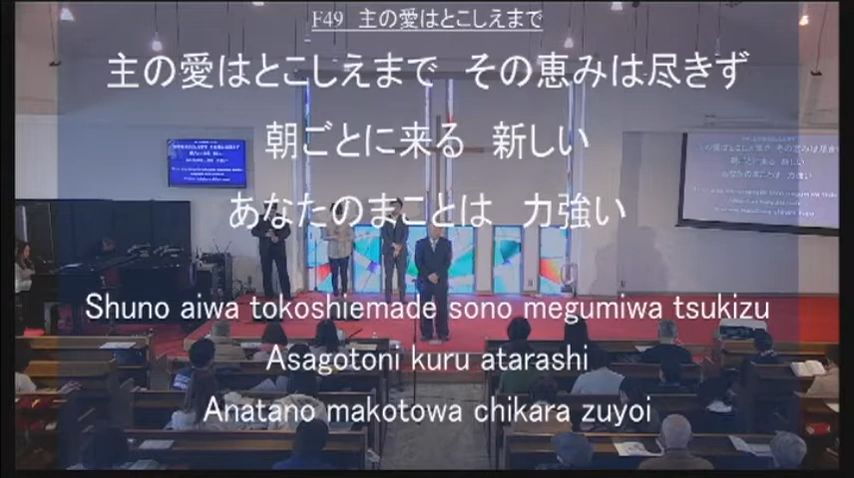 F49 主の愛はとこしえまで
主の愛はとこしえまで その恵みは尽きず
朝ごとに来る 新しい
あなたのまことは 力強い
Shuno aiwa tokoshiemade sono megumiwa tsukizu
Asagotoni kuru atarashi
Anatano makotowa chikara zuyoi